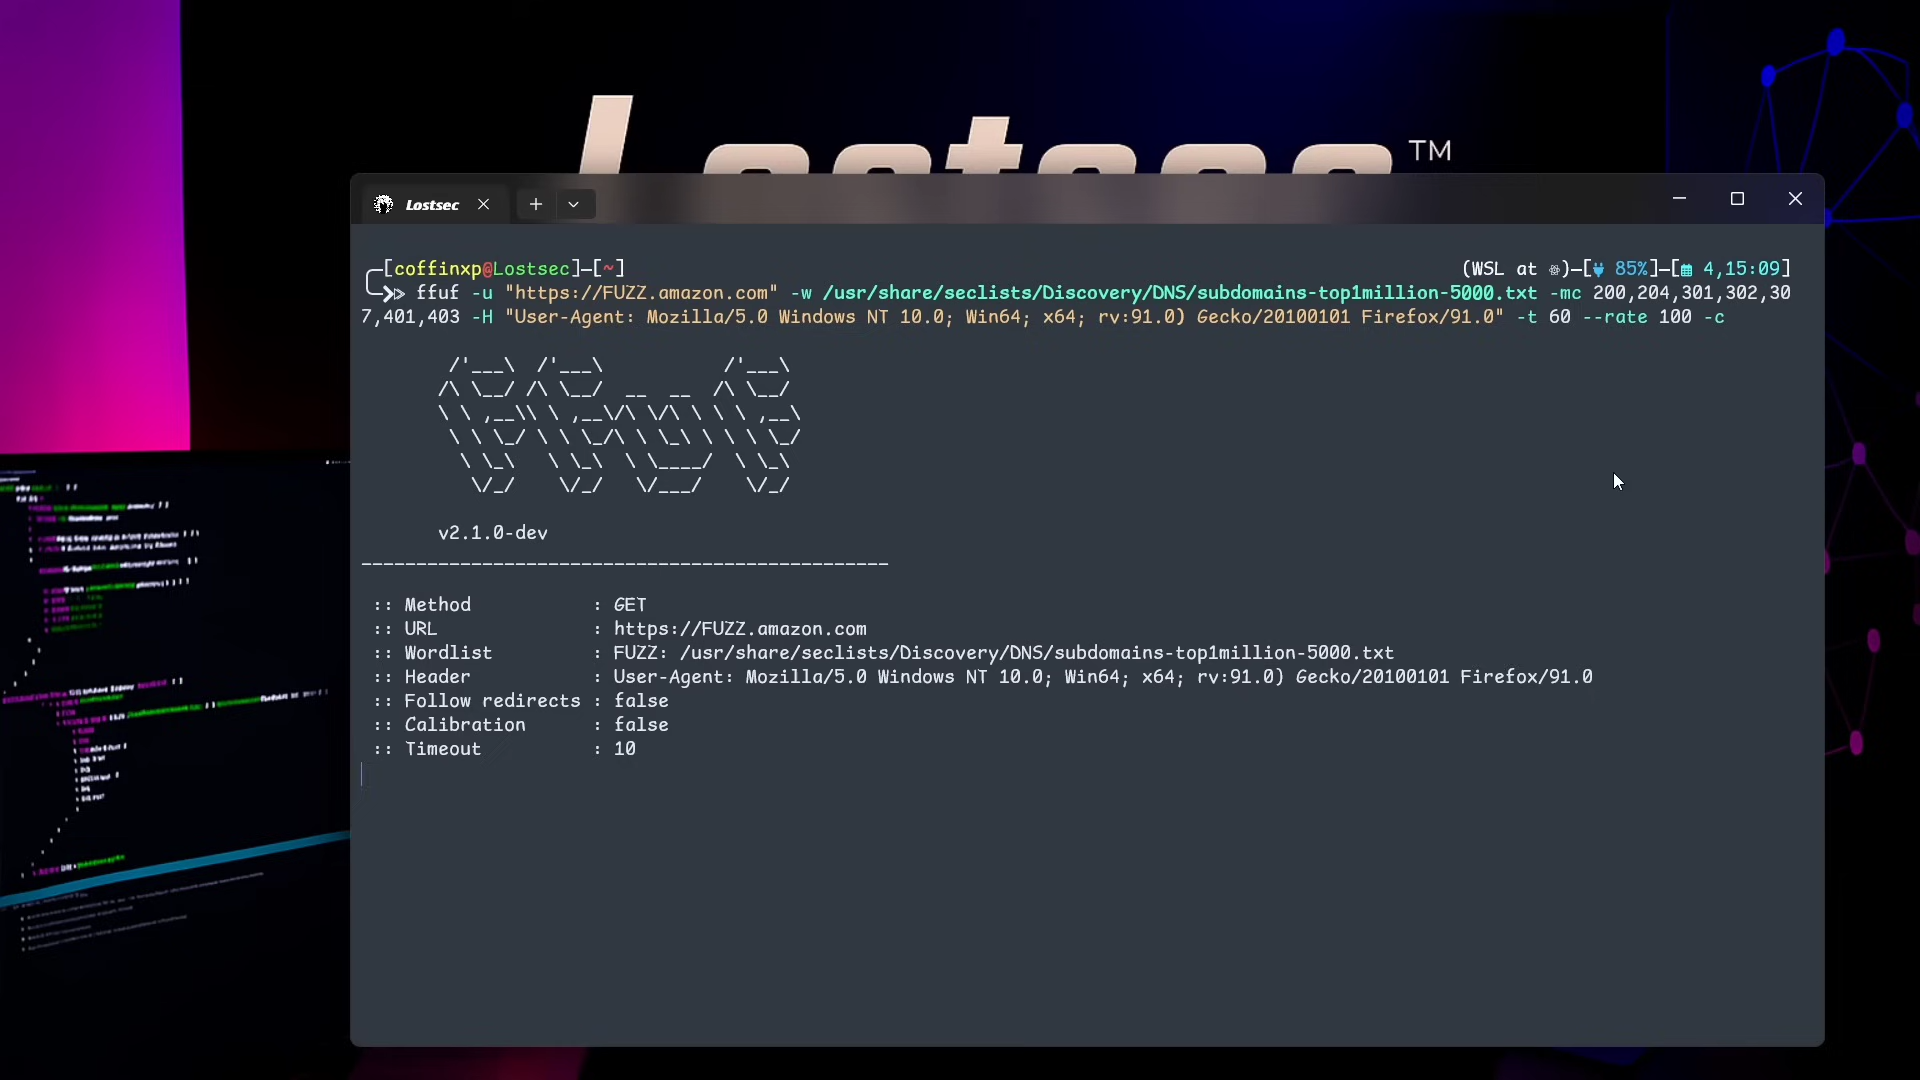 Lostsec™
Lostsec
╭─[coffinxp@Lostsec]─[~] (WSL at ⚛)─[85%]─[4,15:09]
╰─⪢ ffuf -u "https://FUZZ.amazon.com" -w /usr/share/seclists/Discovery/DNS/subdomains-top1million-5000.txt -mc 200,204,301,302,30
7,401,403 -H "User-Agent: Mozilla/5.0 Windows NT 10.0; Win64; x64; rv:91.0) Gecko/20100101 Firefox/91.0" -t 60 --rate 100 -c
v2.1.0-dev
________________________________________________
:: Method : GET
:: URL : https://FUZZ.amazon.com
:: Wordlist : FUZZ: /usr/share/seclists/Discovery/DNS/subdomains-top1million-5000.txt
:: Header : User-Agent: Mozilla/5.0 Windows NT 10.0; Win64; x64; rv:91.0) Gecko/20100101 Firefox/91.0
:: Follow redirects : false
:: Calibration : false
:: Timeout : 10